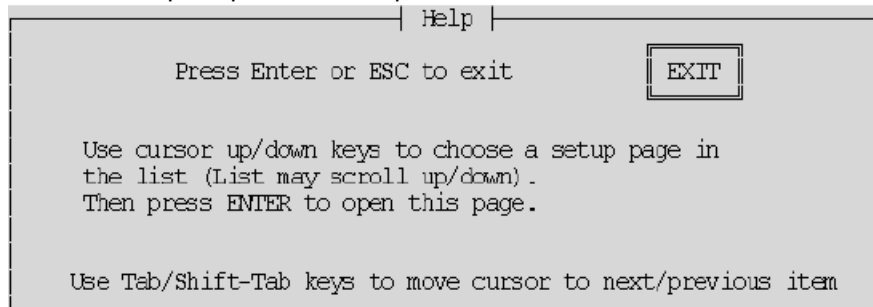 Help
Press Enter or ESC to exit EXIT
Use cursor up/down keys to choose a setup page in
the list (List may scroll up/down).
Then press ENTER to open this page.
Use Tab/Shift-Tab keys to move cursor to next/previous item